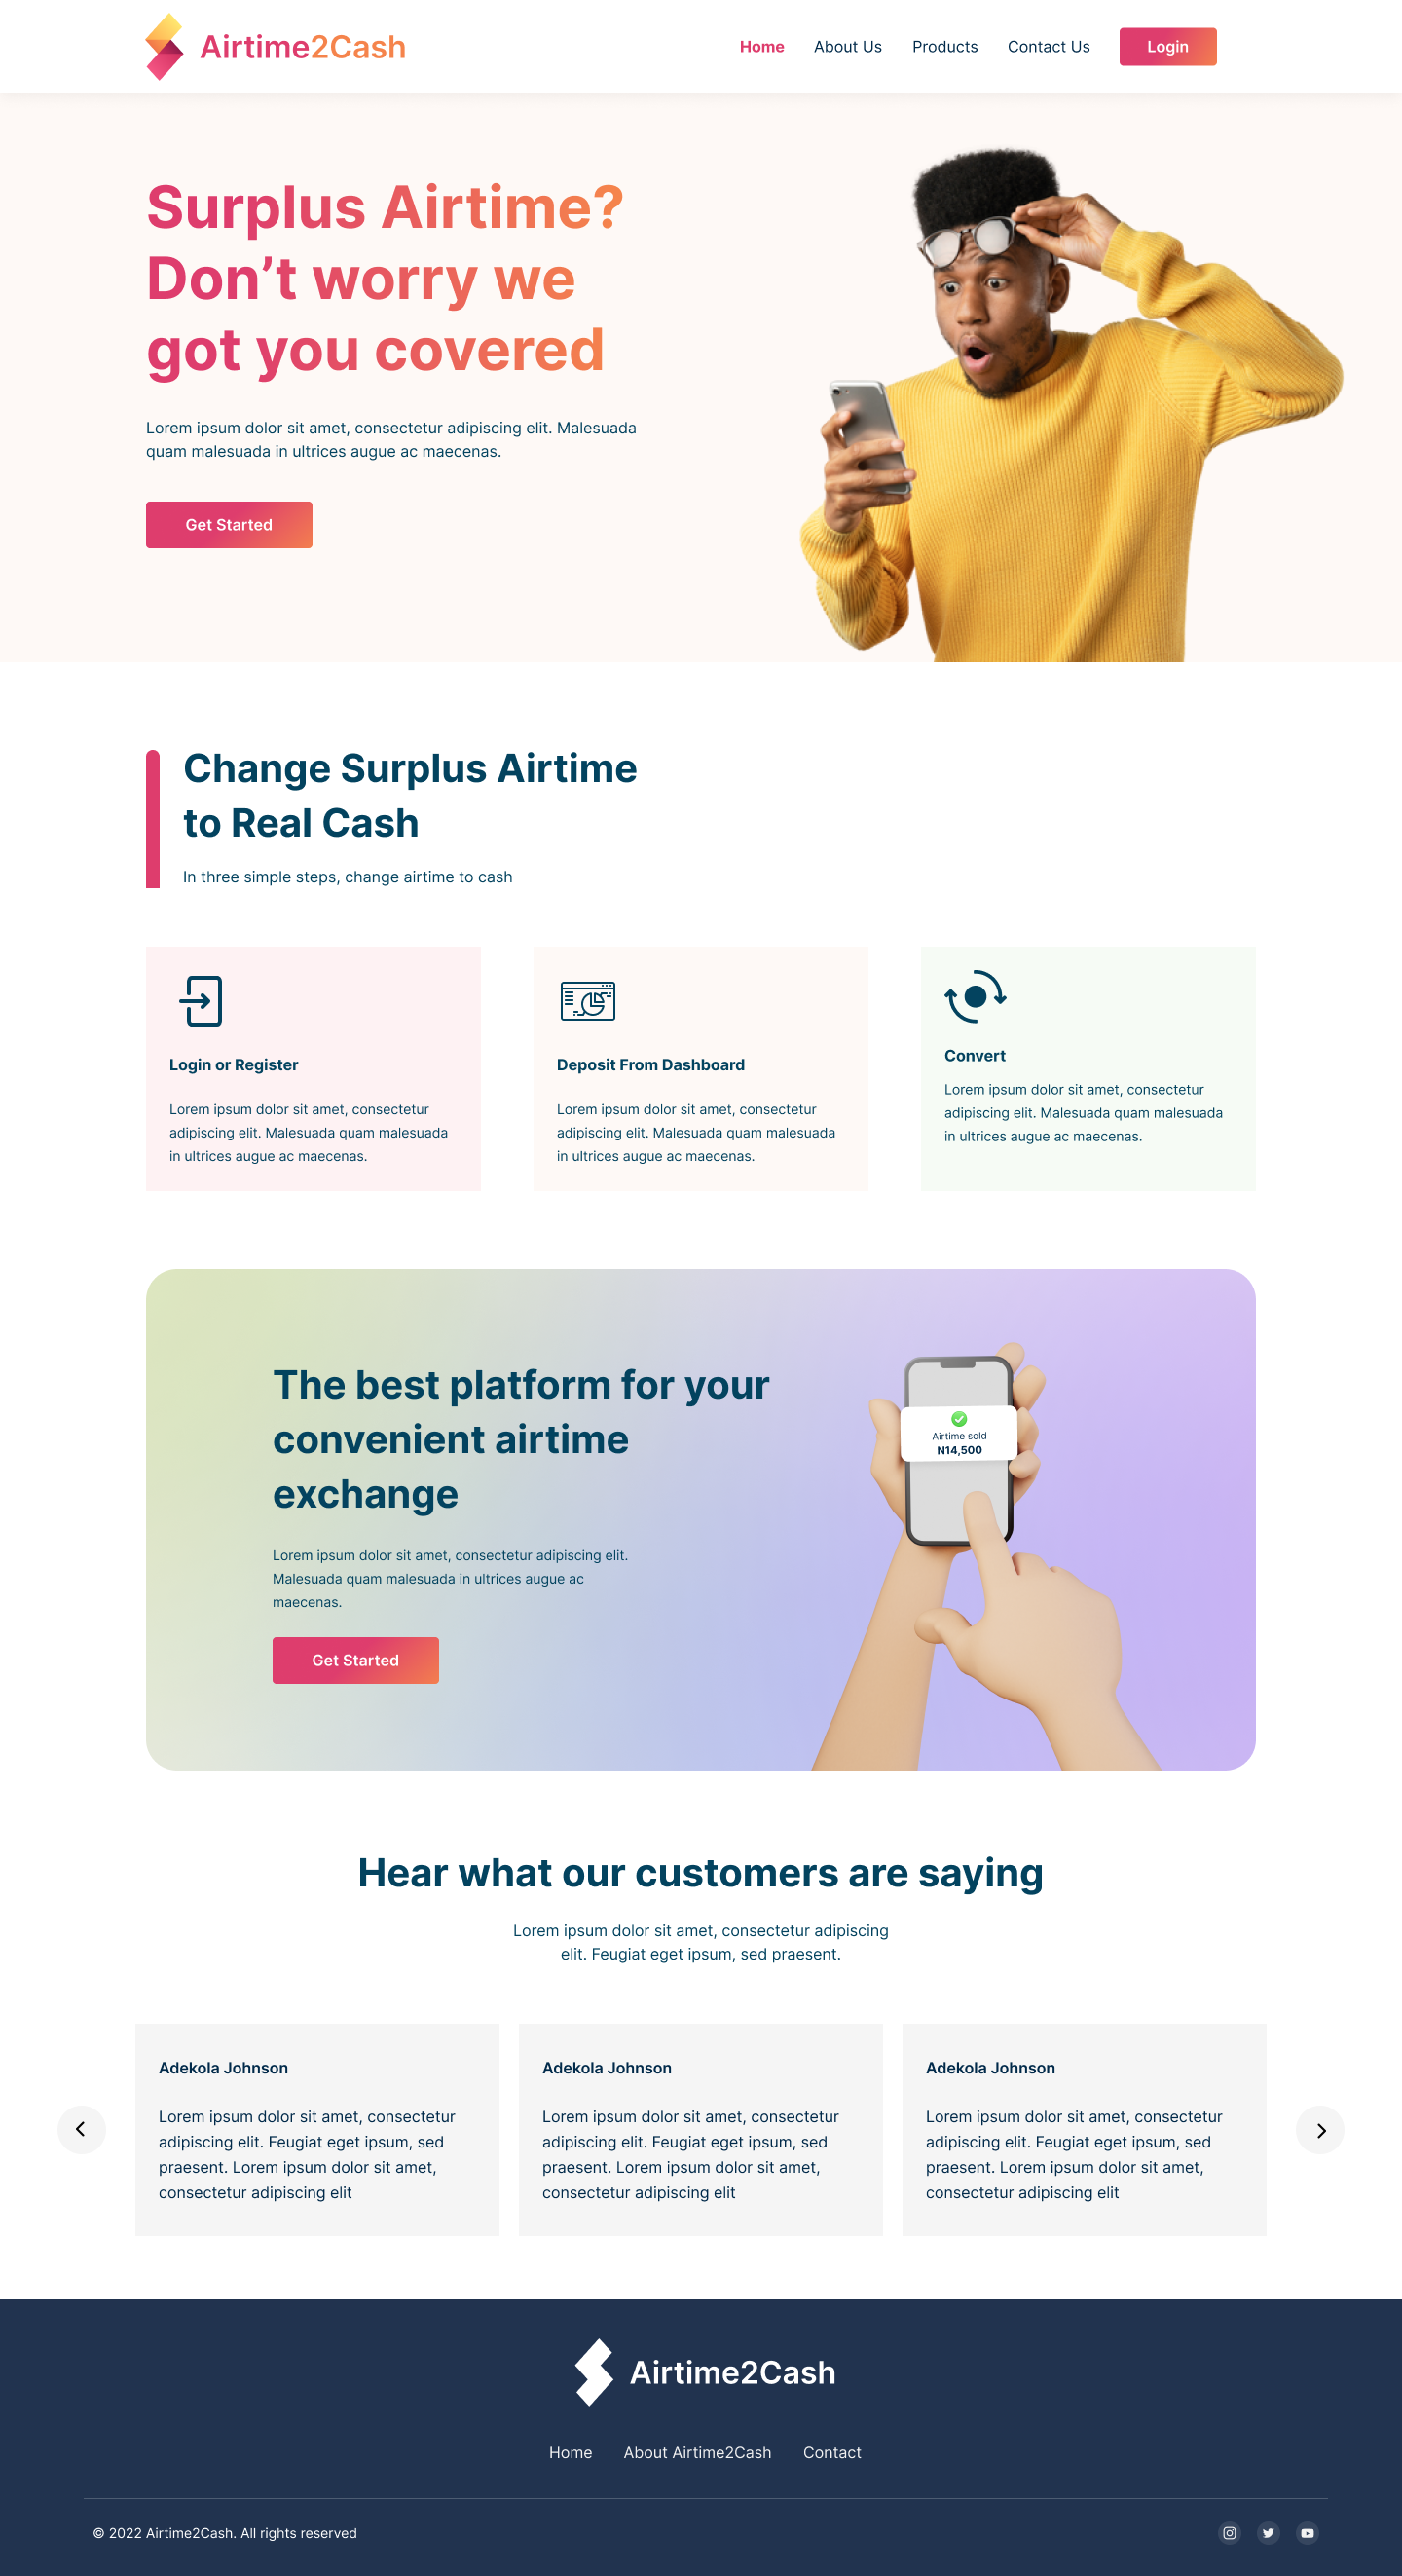 Airtime2Cash
Home
About Us
Products
Contact Us
Login
Surplus Airtime?
Don’t worry we
got you covered
Lorem ipsum dolor sit amet, consectetur adipiscing elit. Malesuada
quam malesuada in ultrices augue ac maecenas.
Get Started
Change Surplus Airtime
to Real Cash
In three simple steps, change airtime to cash
Login or Register
Lorem ipsum dolor sit amet, consectetur
adipiscing elit. Malesuada quam malesuada
in ultrices augue ac maecenas.
Deposit From Dashboard
Lorem ipsum dolor sit amet, consectetur
adipiscing elit. Malesuada quam malesuada
in ultrices augue ac maecenas.
Convert
Lorem ipsum dolor sit amet, consectetur
adipiscing elit. Malesuada quam malesuada
in ultrices augue ac maecenas.
The best platform for your
convenient airtime
exchange
Lorem ipsum dolor sit amet, consectetur adipiscing elit.
Malesuada quam malesuada in ultrices augue ac
maecenas.
Get Started
Airtime sold
N14,500
Hear what our customers are saying
Lorem ipsum dolor sit amet, consectetur adipiscing
elit. Feugiat eget ipsum, sed praesent.
Adekola Johnson
Lorem ipsum dolor sit amet, consectetur
adipiscing elit. Feugiat eget ipsum, sed
praesent. Lorem ipsum dolor sit amet,
consectetur adipiscing elit
Adekola Johnson
Lorem ipsum dolor sit amet, consectetur
adipiscing elit. Feugiat eget ipsum, sed
praesent. Lorem ipsum dolor sit amet,
consectetur adipiscing elit
Adekola Johnson
Lorem ipsum dolor sit amet, consectetur
adipiscing elit. Feugiat eget ipsum, sed
praesent. Lorem ipsum dolor sit amet,
consectetur adipiscing elit
Airtime2Cash
Home
About Airtime2Cash
Contact
© 2022 Airtime2Cash. All rights reserved